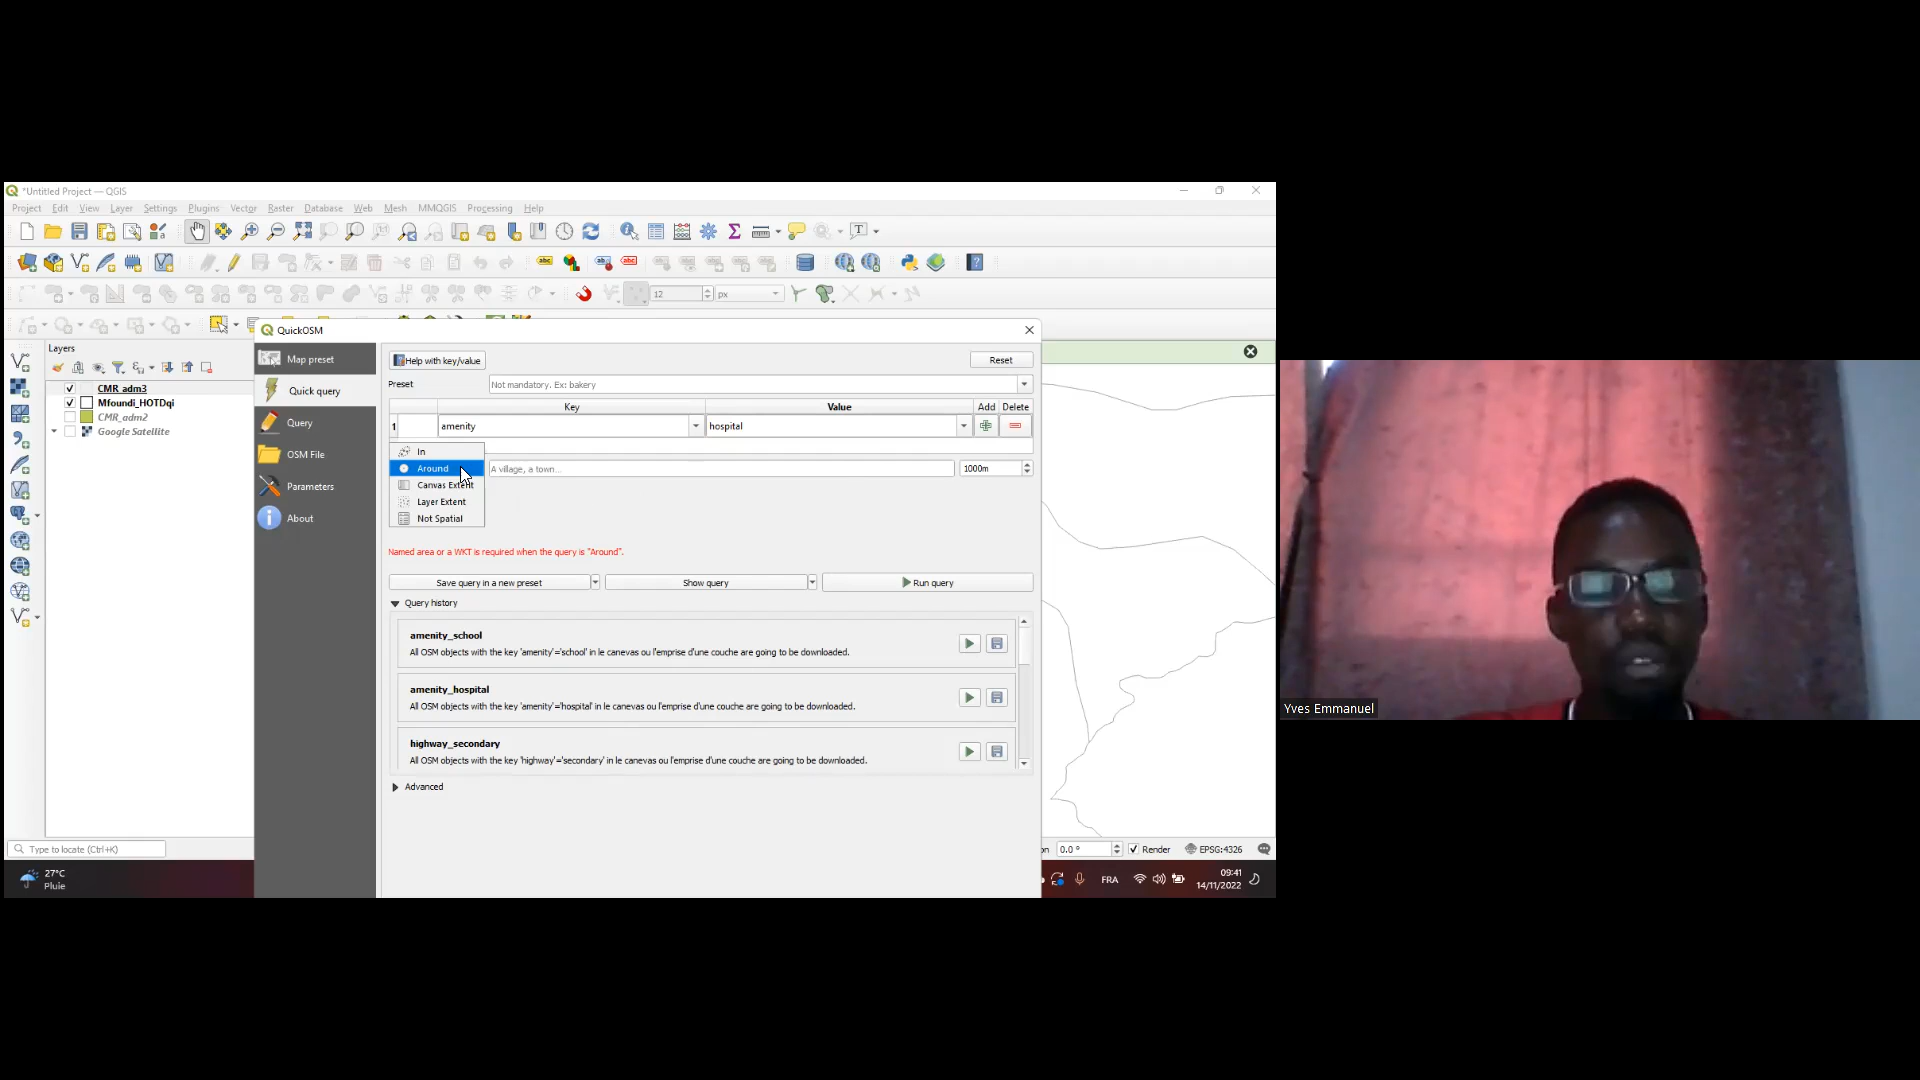 *Untitled Project — QGIS
Project Edit View Layer Settings Plugins Vector Raster Database Web Mesh MMQGIS Processing Help
12 px
QuickOSM
Layers
CMR_adm3
Mfoundi_HOTDqi
CMR_adm2
Google Satellite
Map preset
Quick query
Query
OSM File
Parameters
About
Help with key/value Reset
Preset Not mandatory. Ex: bakery
Key Value Add Delete
1 amenity hospital
In
Around A village, a town... 1000m
Canvas Extent
Layer Extent
Not Spatial
Named area or a WKT is required when the query is "Around".
Save query in a new preset Show query Run query
Query history
amenity_school
All OSM objects with the key 'amenity'='school' in le canevas ou l'emprise d'une couche are going to be downloaded.
amenity_hospital
All OSM objects with the key 'amenity'='hospital' in le canevas ou l'emprise d'une couche are going to be downloaded.
highway_secondary
All OSM objects with the key 'highway'='secondary' in le canevas ou l'emprise d'une couche are going to be downloaded.
Advanced
Type to locate (Ctrl+K) on 0.0 ° Render EPSG:4326
27°C
Pluie
FRA
09:41
14/11/2022
Yves Emmanuel